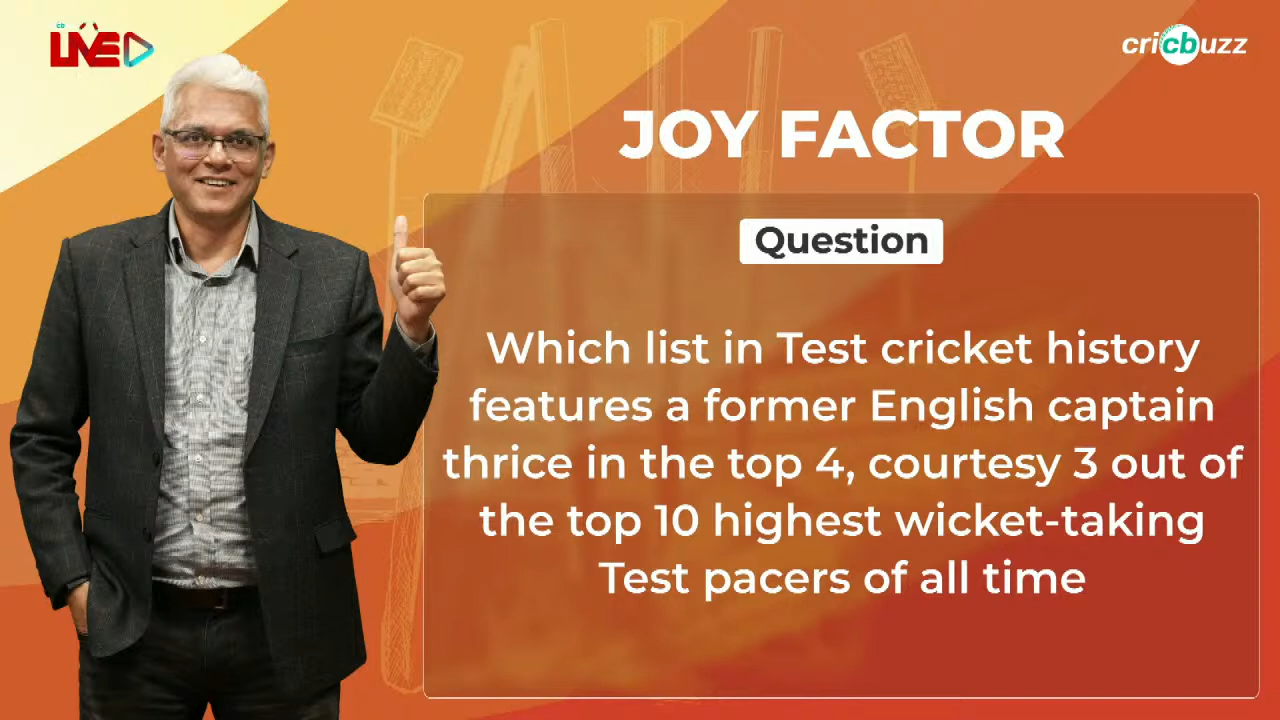 CB
LIVE
cricbuzz
JOY FACTOR
Question
Which list in Test cricket history
features a former English captain
thrice in the top 4, courtesy 3 out of
the top 10 highest wicket-taking
Test pacers of all time